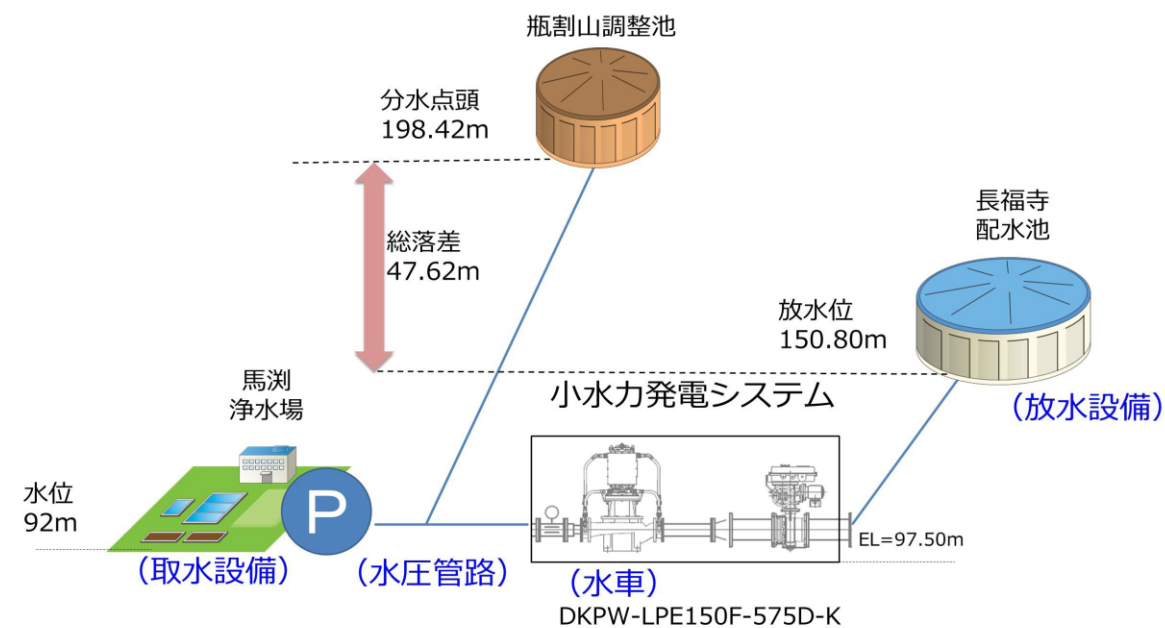 瓶割山調整池
分水点頭
198.42m
総落差
47.62m
長福寺
配水池
放水位
150.80m
小水力発電システム
(放水設備)
馬渕
浄水場
水位
92m
P
EL=97.50m
(取水設備)
(水圧管路)
(水車)
DKPW-LPE150F-575D-K